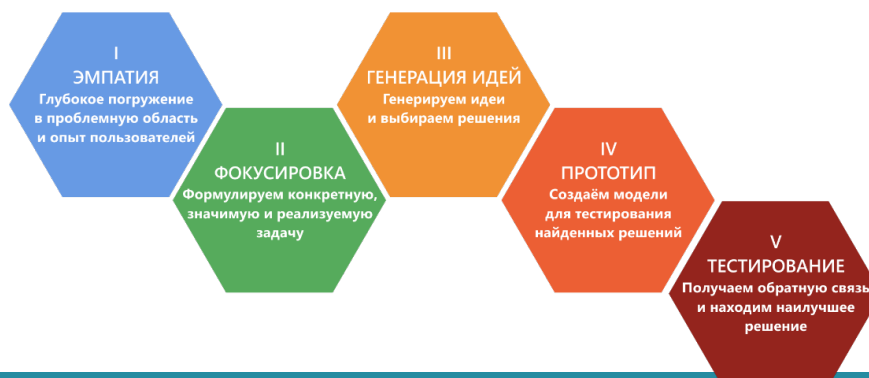 I
ЭМПАТИЯ
Глубокое погружение
в проблемную область
и опыт пользователей
II
ФОКУСИРОВКА
Формулируем конкретную,
значимую и реализуемую
задачу
III
ГЕНЕРАЦИЯ ИДЕЙ
Генерируем идеи
и выбираем решения
IV
ПРОТОТИП
Создаём модели
для тестирования
найденных решений
V
ТЕСТИРОВАНИЕ
Получаем обратную связь
и находим наилучшее
решение